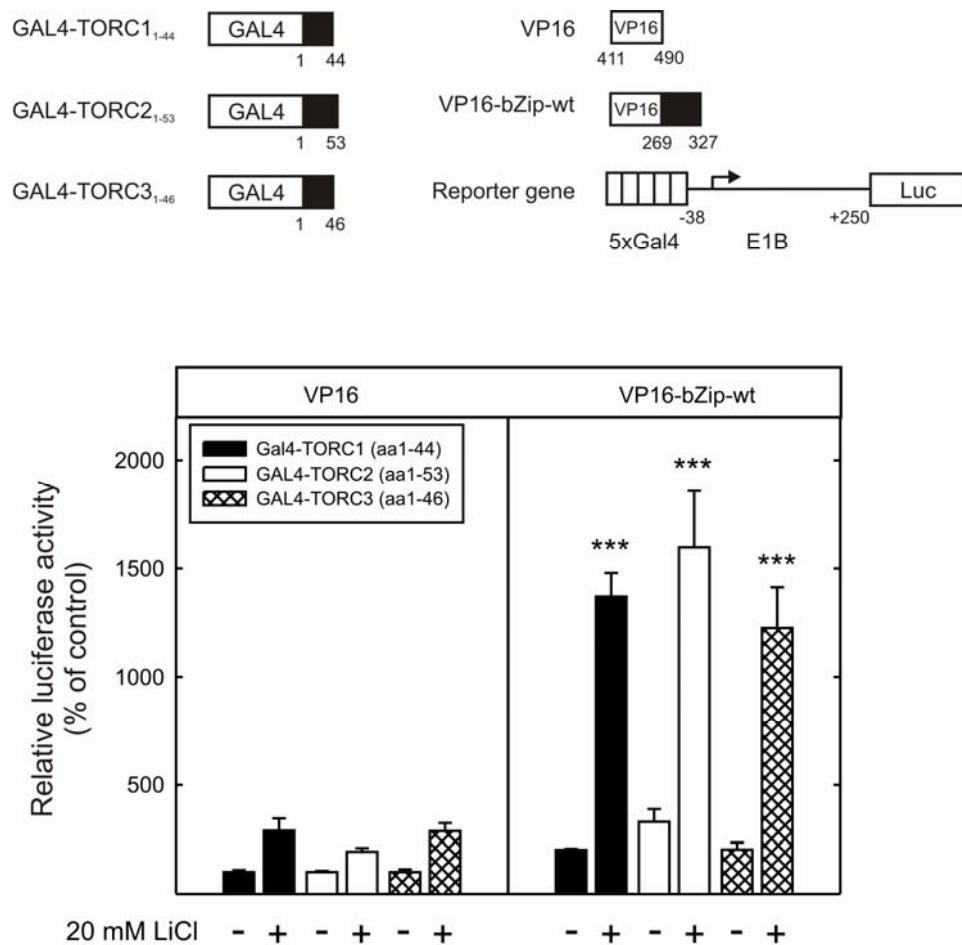 GAL4-TORC1₁₋₄₄ GAL4 VP16 VP16
1 44 411 490
GAL4-TORC2₁₋₅₃ GAL4 VP16-bZip-wt VP16
1 53 269 327
GAL4-TORC3₁₋₄₆ GAL4 Reporter gene Luc
1 46 -38 +250
5xGal4 E1B
VP16 VP16-bZip-wt
Gal4-TORC1 (aa1-44)
GAL4-TORC2 (aa1-53)
GAL4-TORC3 (aa1-46)
Relative luciferase activity
(% of control)
2000
1500
1000
500
*** *** ***
20 mM LiCl - + - + - + - + - + - +